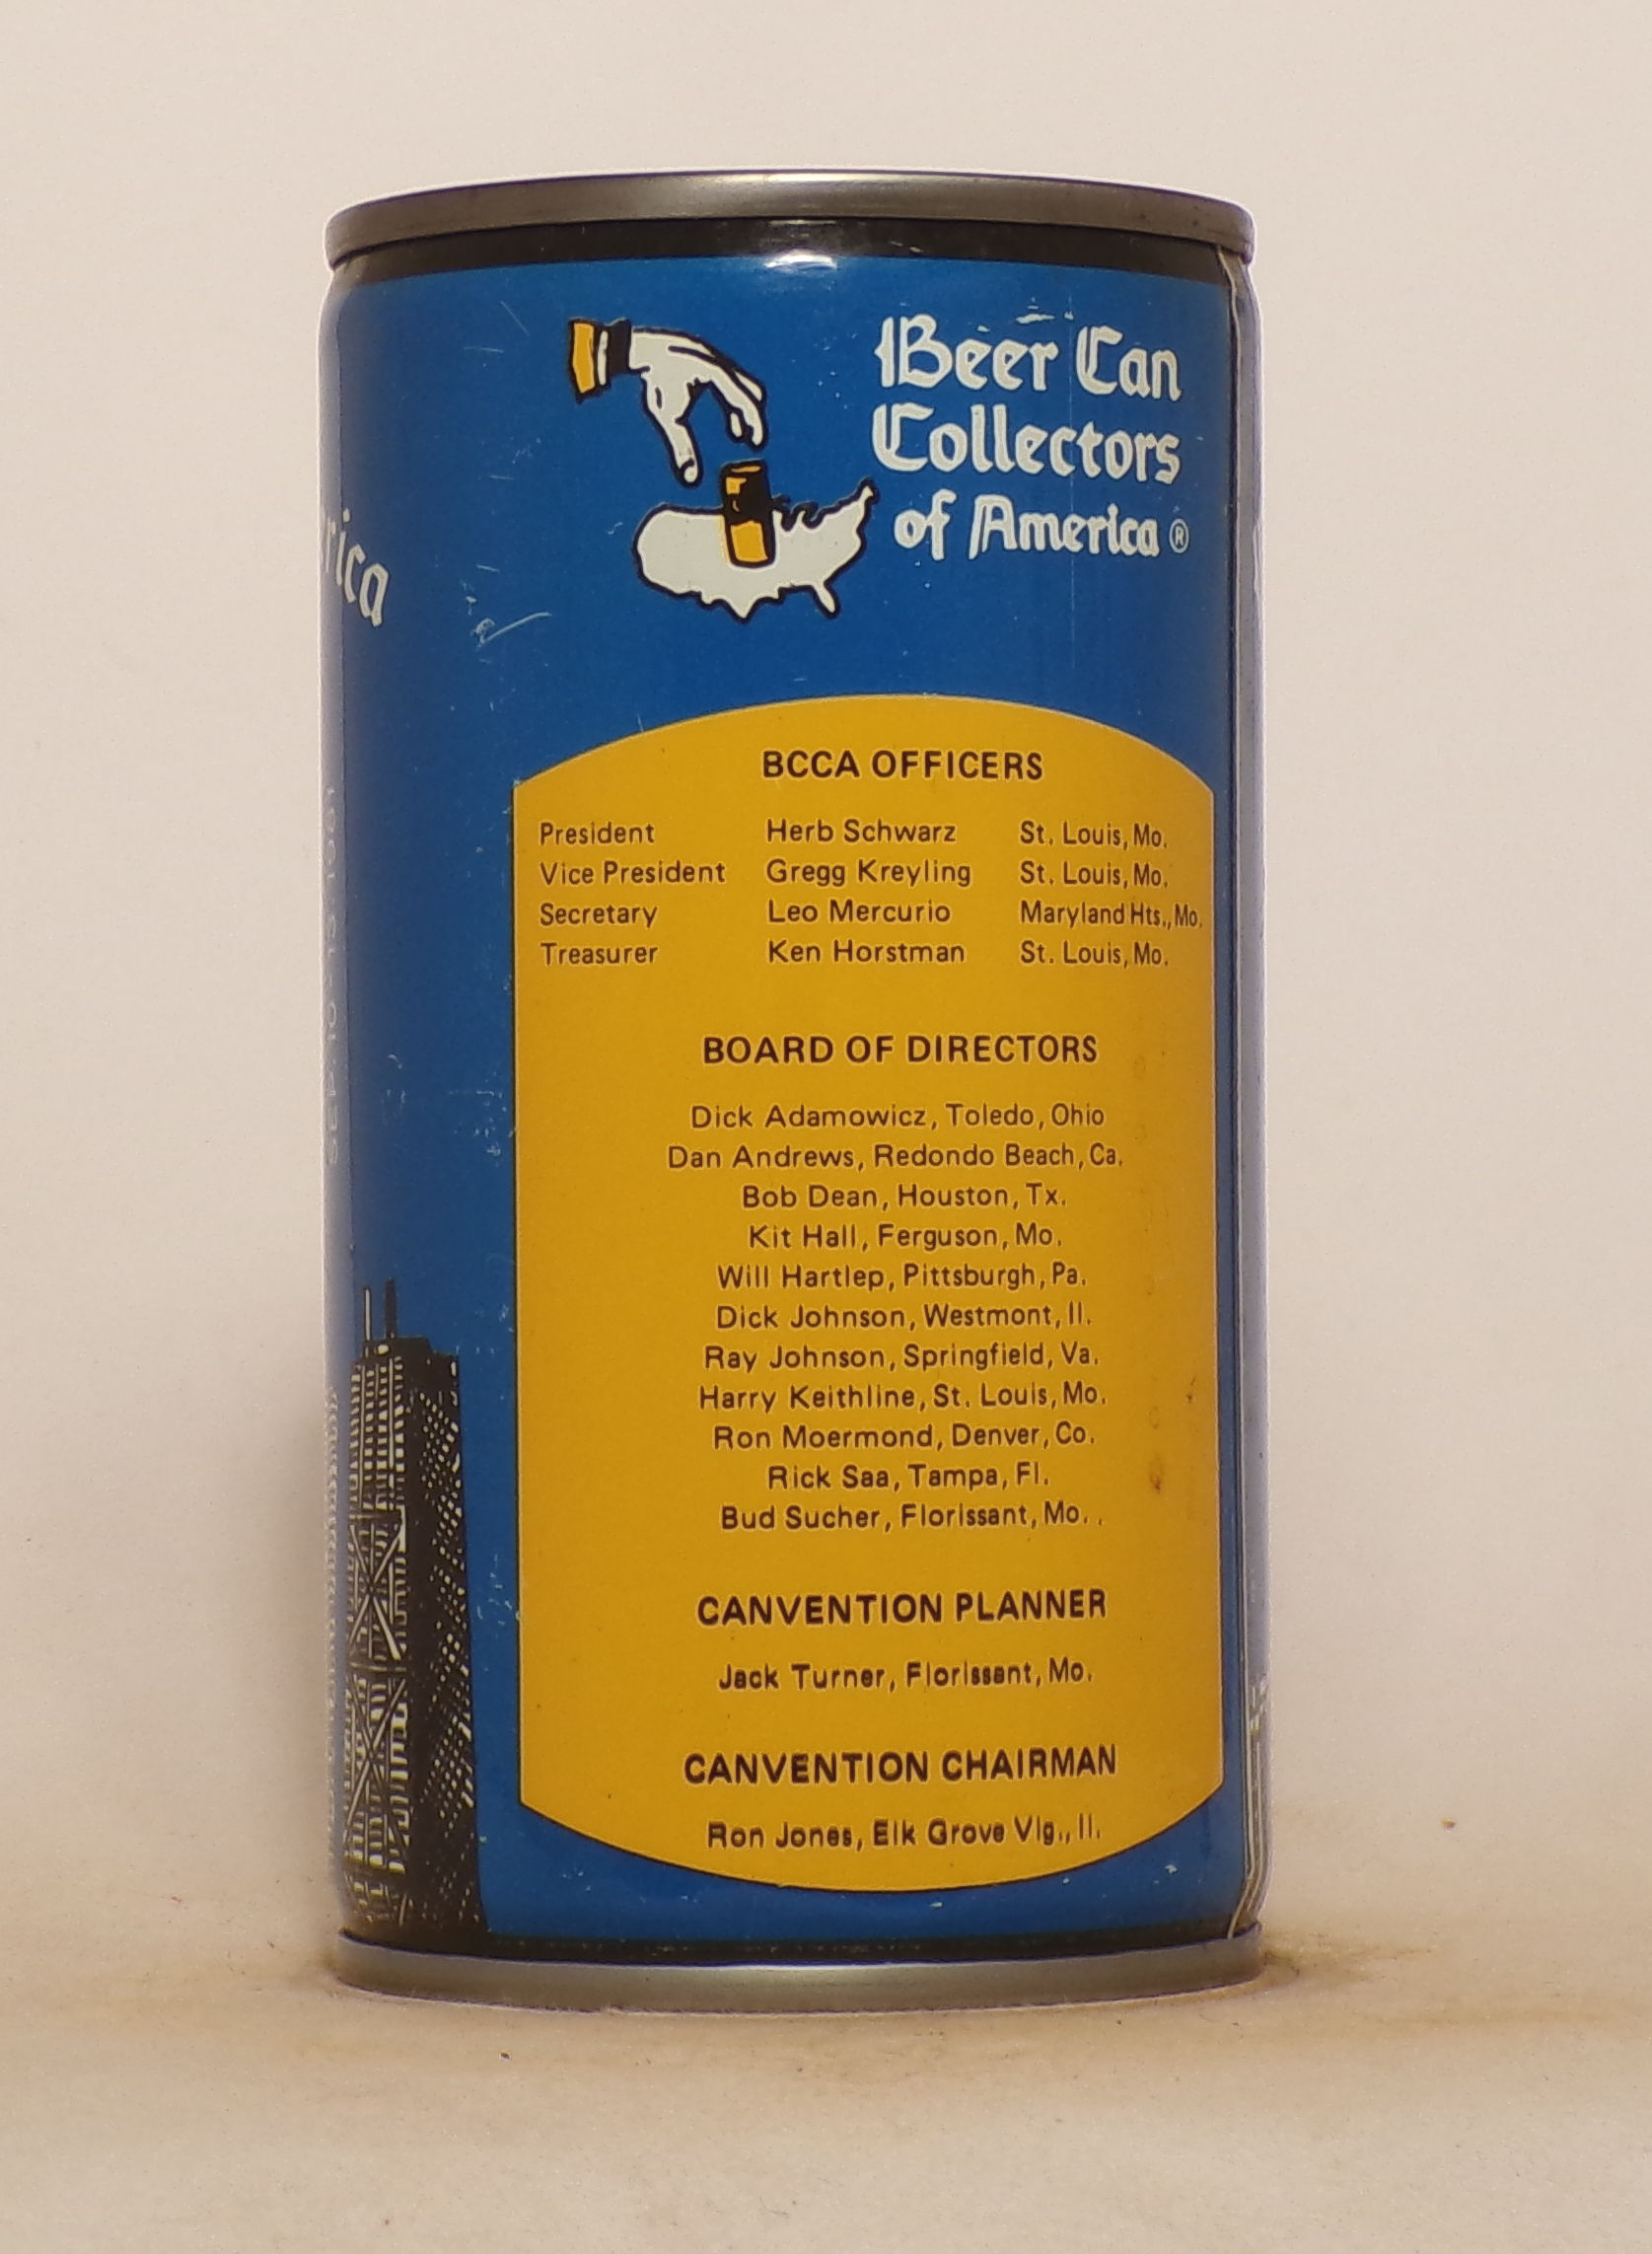 Beer Can
Collectors
of America ®
rica
SEP. 10 - 13, 1981
BCCA OFFICERS
President Herb Schwarz St. Louis, Mo.
Vice President Gregg Kreyling St. Louis, Mo.
Secretary Leo Mercurio Maryland Hts., Mo.
Treasurer Ken Horstman St. Louis, Mo.
BOARD OF DIRECTORS
Dick Adamowicz, Toledo, Ohio
Dan Andrews, Redondo Beach, Ca.
Bob Dean, Houston, Tx.
Kit Hall, Ferguson, Mo.
Will Hartlep, Pittsburgh, Pa.
Dick Johnson, Westmont, Il.
Ray Johnson, Springfield, Va.
Harry Keithline, St. Louis, Mo.
Ron Moermond, Denver, Co.
Rick Saa, Tampa, Fl.
Bud Sucher, Florissant, Mo. .
CANVENTION PLANNER
Jack Turner, Florissant, Mo.
CANVENTION CHAIRMAN
Ron Jones, Elk Grove Vlg., Il.